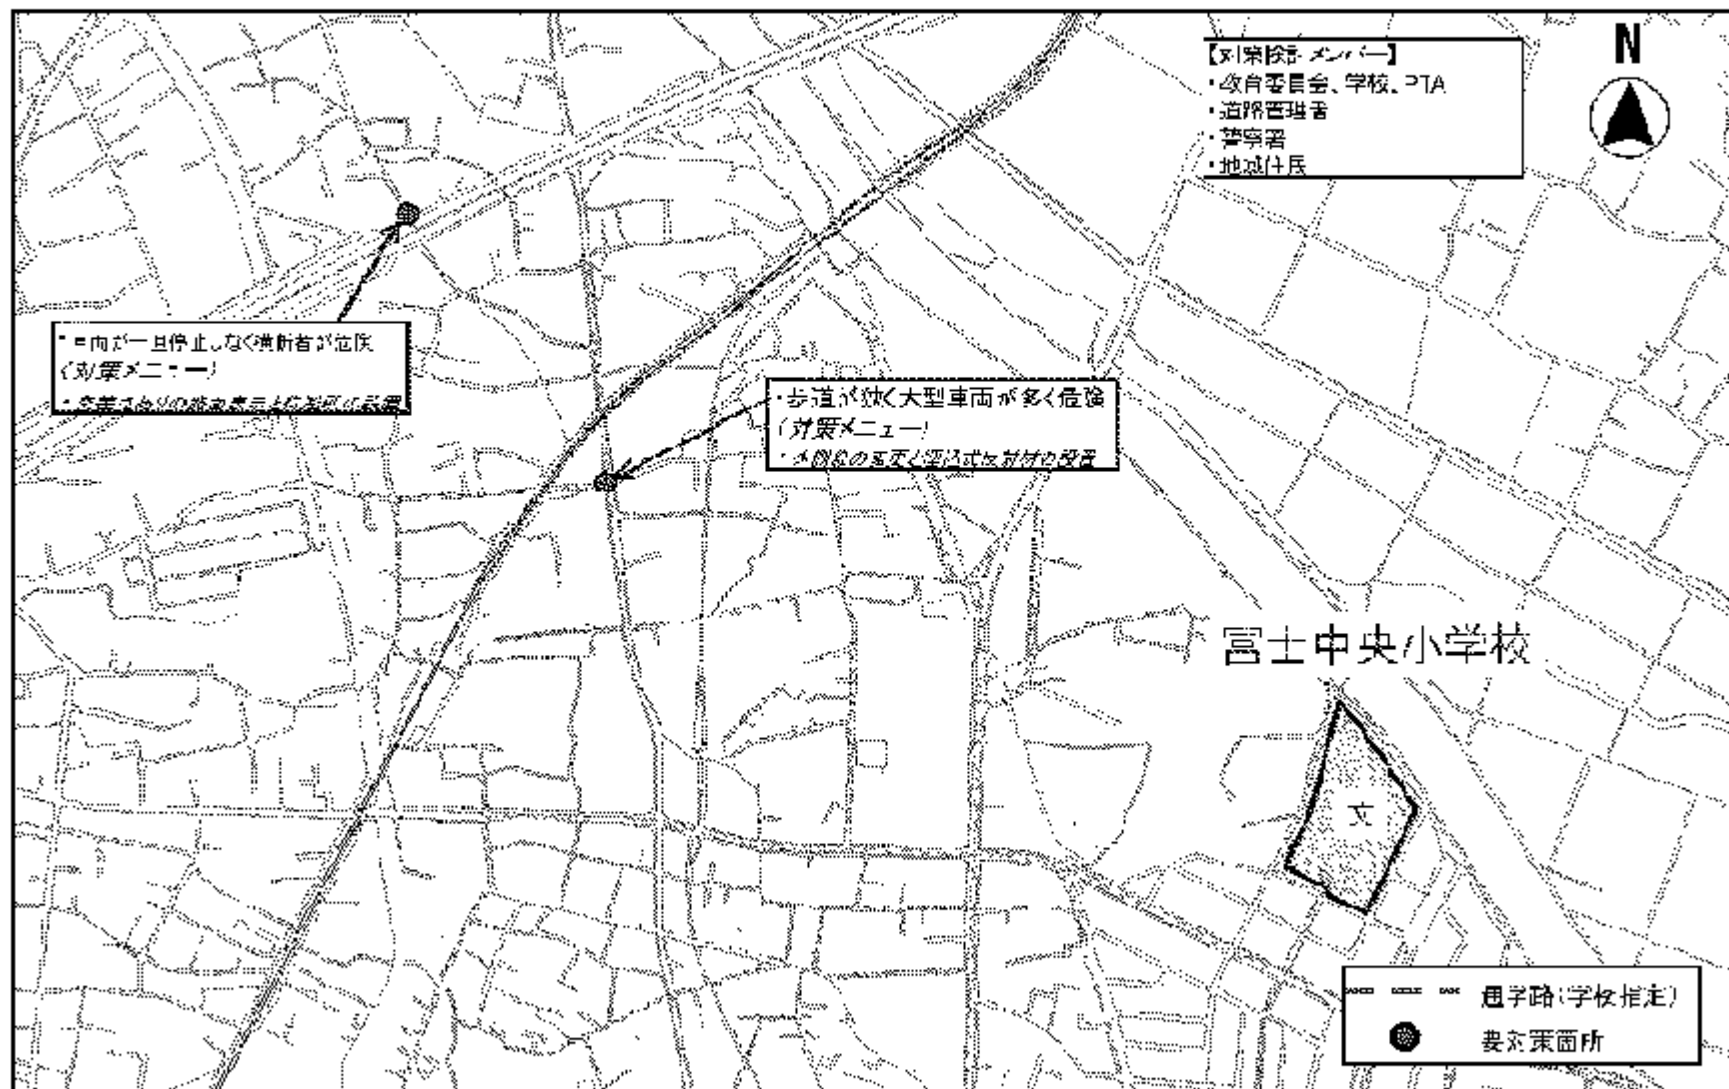 【対策検討メンバー】
・教育委員会、学校、PTA
・道路管理者
・警察署
・地域住民
N
・車両が一旦停止しなく横断者が危険
(対策メニュー)
・歩道が狭く大型車両が多く危険
(対策メニュー)
富士中央小学校
文
通学路(学校指定)
要対策箇所